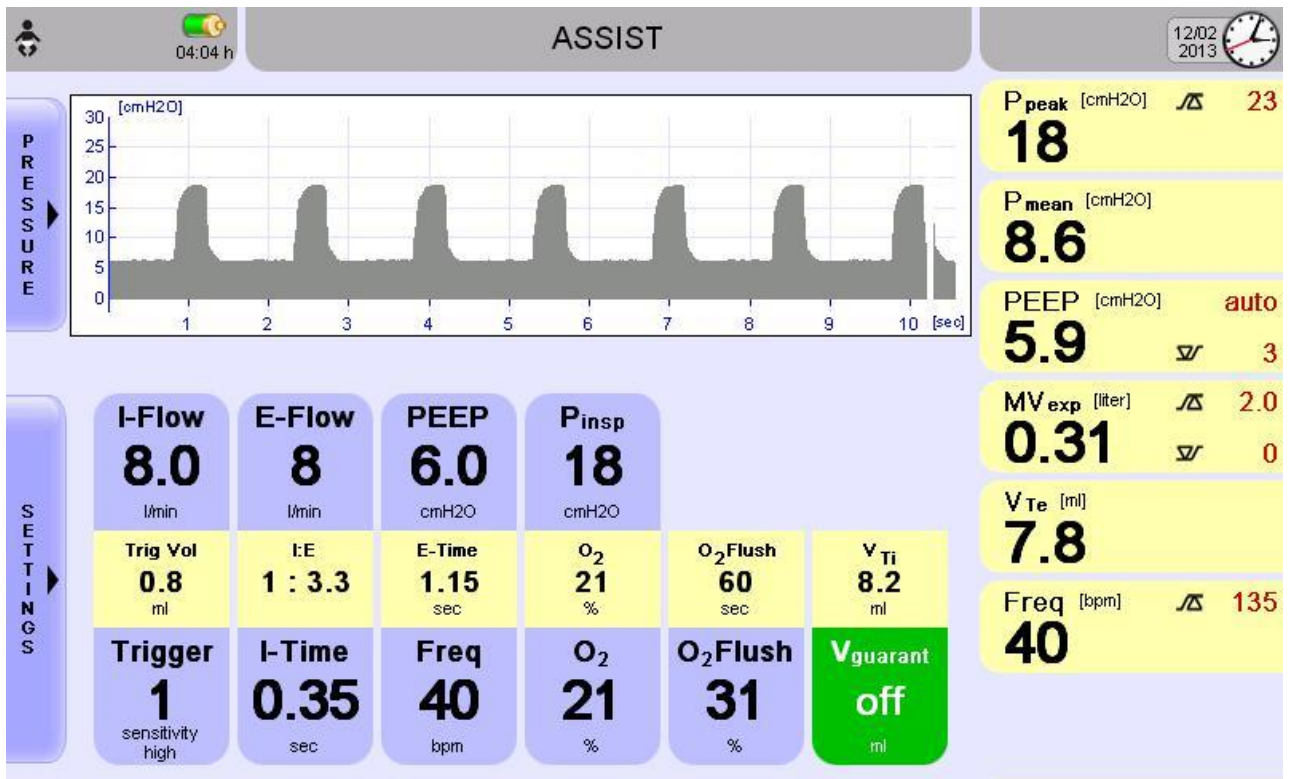 04:04 h
ASSIST
12/02
2013
PRESSURE
[cmH2O]
30
25
20
15
10
5
0
1 2 3 4 5 6 7 8 9 10 [sec]
Ppeak [cmH2O] 23
18
Pmean [cmH2O]
8.6
PEEP [cmH2O] auto
5.9 3
MVexp [liter] 2.0
0.31 0
VTe [ml]
7.8
Freq [bpm] 135
40
SETTINGS
I-Flow E-Flow PEEP Pinsp
8.0 8 6.0 18
l/min l/min cmH2O cmH2O
Trig Vol I:E E-Time O2 O2Flush VTi
0.8 1 : 3.3 1.15 21 60 8.2
ml sec % sec ml
Trigger I-Time Freq O2 O2Flush Vguarant
1 0.35 40 21 31 off
sensitivity
high sec bpm % % ml